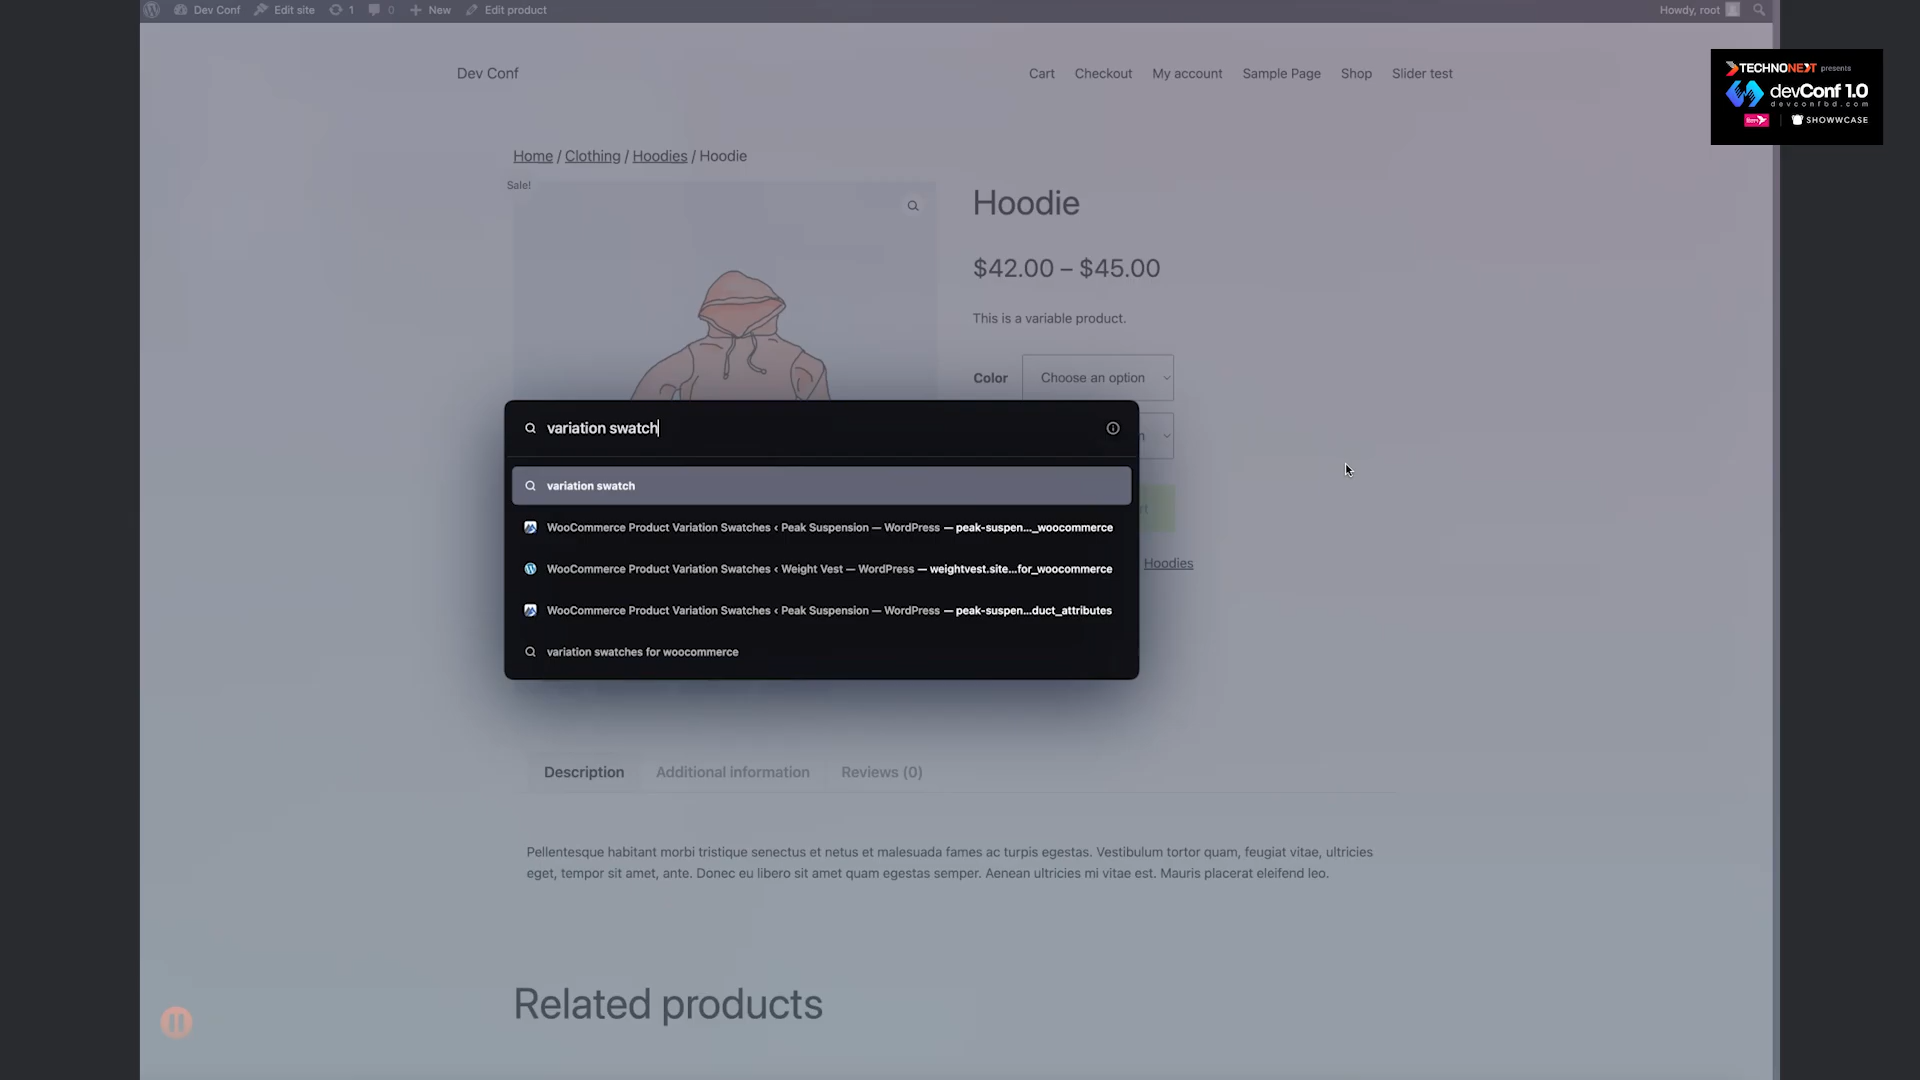 Dev Conf Edit site 1 0 New Edit product Howdy, root
TECHNONEXT presents
devConf 1.0
devconfbd.com
SHOWWCASE
Dev Conf Cart Checkout My account Sample Page Shop Slider test
Home / Clothing / Hoodies / Hoodie
Sale!
Hoodie
$42.00 – $45.00
This is a variable product.
Color Choose an option
variation swatch
variation swatch
WooCommerce Product Variation Swatches ‹ Peak Suspension — WordPress — peak-suspen..._woocommerce
WooCommerce Product Variation Swatches ‹ Weight Vest — WordPress — weightvest.site...for_woocommerce
WooCommerce Product Variation Swatches ‹ Peak Suspension — WordPress — peak-suspen...duct_attributes
variation swatches for woocommerce
Hoodies
Description Additional information Reviews (0)
Pellentesque habitant morbi tristique senectus et netus et malesuada fames ac turpis egestas. Vestibulum tortor quam, feugiat vitae, ultricies
eget, tempor sit amet, ante. Donec eu libero sit amet quam egestas semper. Aenean ultricies mi vitae est. Mauris placerat eleifend leo.
Related products